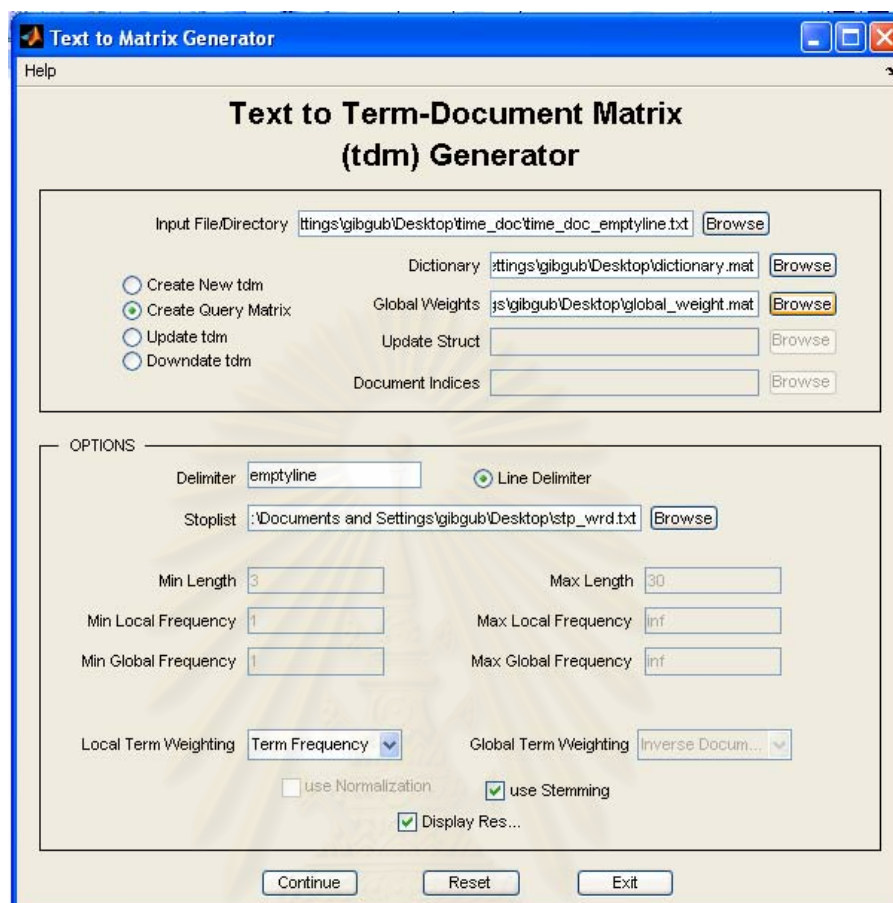 Text to Matrix Generator
Help
Text to Term-Document Matrix
(tdm) Generator
Input File/Directory ttings\gibgub\Desktop\time_doc\time_doc_emptyline.txt Browse
Dictionary ettings\gibgub\Desktop\dictionary.mat Browse
Create New tdm
Create Query Matrix
Global Weights gs\gibgub\Desktop\global_weight.mat Browse
Update tdm
Update Struct Browse
Downdate tdm
Document Indices Browse
OPTIONS
Delimiter emptyline Line Delimiter
Stoplist :\Documents and Settings\gibgub\Desktop\stp_wrd.txt Browse
Min Length 3 Max Length 30
Min Local Frequency 1 Max Local Frequency inf
Min Global Frequency 1 Max Global Frequency inf
Local Term Weighting Term Frequency Global Term Weighting Inverse Docum...
use Normalization use Stemming
Display Res...
Continue Reset Exit